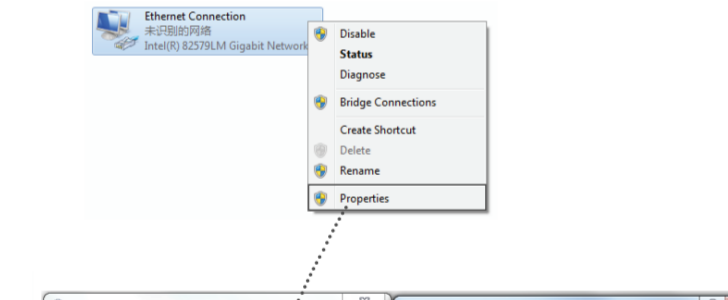 Ethernet Connection
未识别的网络
Intel(R) 82579LM Gigabit Network
Disable
Status
Diagnose
Bridge Connections
Create Shortcut
Delete
Rename
Properties